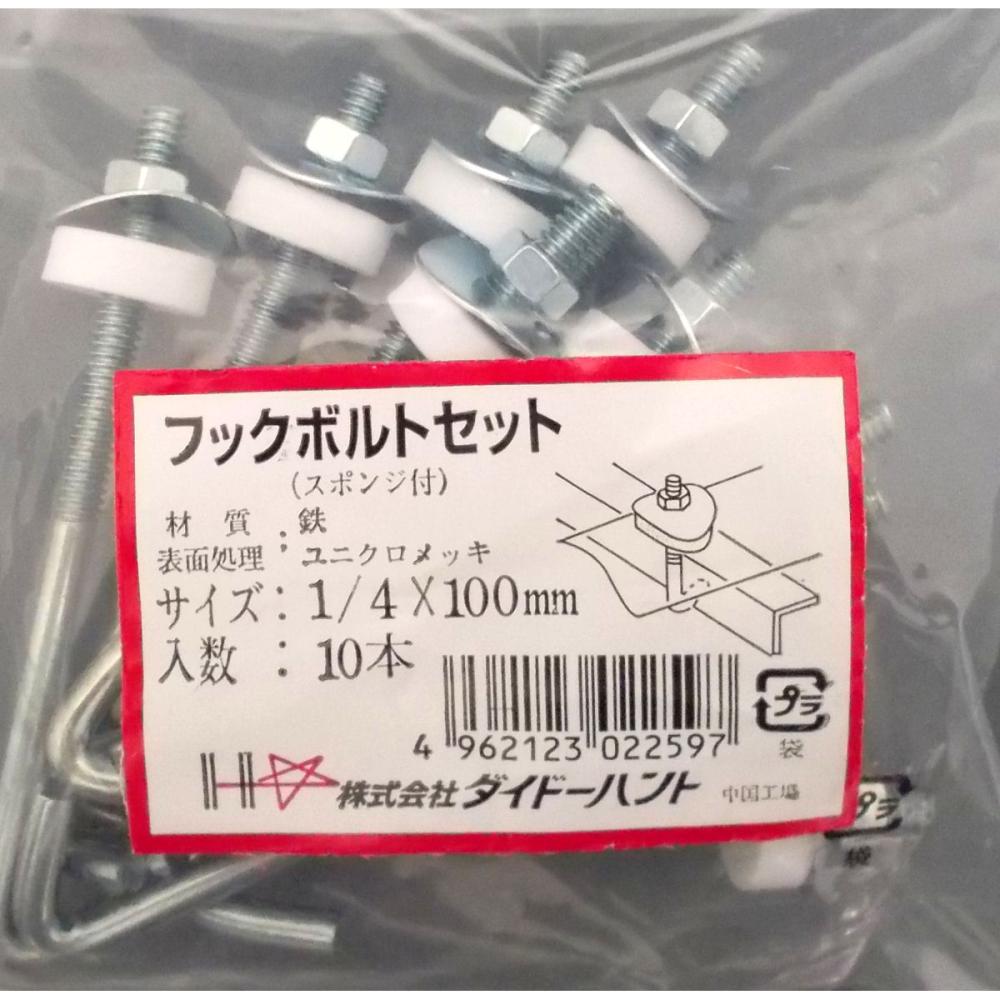 フックボルトセット
(スポンジ付)
材質:鉄
表面処理;ユニクロメッキ
サイズ:1/4×100mm
入数:10本
4 962123 022597
プラ
袋
株式会社ダイドーハント
中国工場
プラ
袋